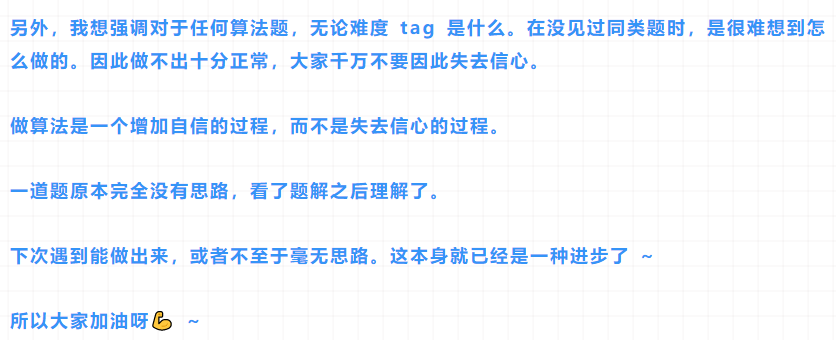 另外，我想强调对于任何算法题，无论难度 tag 是什么。在没见过同类题时，是很难想到怎
么做的。因此做不出十分正常，大家千万不要因此失去信心。
做算法是一个增加自信的过程，而不是失去信心的过程。
一道题原本完全没有思路，看了题解之后理解了。
下次遇到能做出来，或者不至于毫无思路。这本身就已经是一种进步了 ~
所以大家加油呀💪 ~